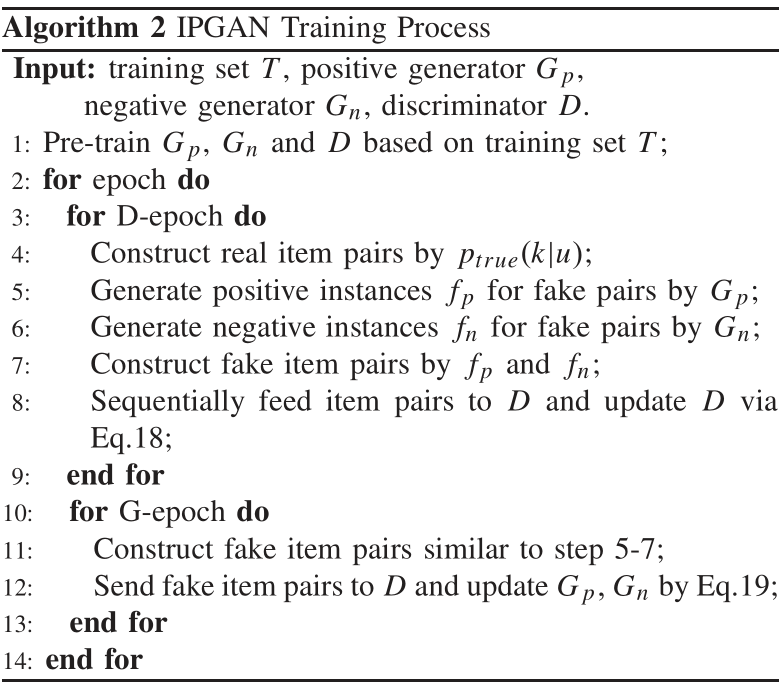 Algorithm 2 IPGAN Training Process
Input: training set T, positive generator G_p,
negative generator G_n, discriminator D.
1: Pre-train G_p, G_n and D based on training set T;
2: for epoch do
3: for D-epoch do
4: Construct real item pairs by p_{true}(k|u);
5: Generate positive instances f_p for fake pairs by G_p;
6: Generate negative instances f_n for fake pairs by G_n;
7: Construct fake item pairs by f_p and f_n;
8: Sequentially feed item pairs to D and update D via
Eq.18;
9: end for
10: for G-epoch do
11: Construct fake item pairs similar to step 5-7;
12: Send fake item pairs to D and update G_p, G_n by Eq.19;
13: end for
14: end for